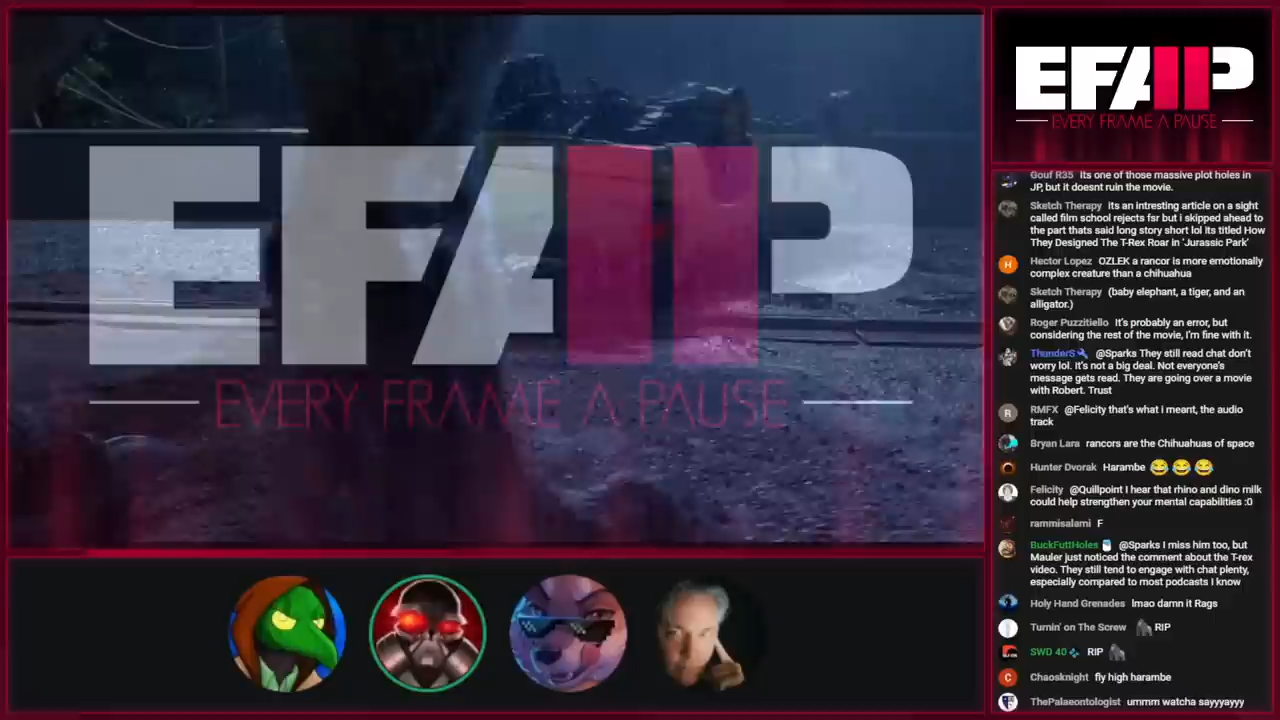 EFAP
EVERY FRAME A PAUSE
EFAP
EVERY FRAME A PAUSE
Gouf R35 Its one of those massive plot holes in
JP, but it doesnt ruin the movie.
Sketch Therapy Its an intresting article on a sight
called film school rejects fsr but i skipped ahead to
the part thats said long story short lol its titled How
They Designed The T-Rex Roar in 'Jurassic Park'
Hector Lopez OZLEK a rancor is more emotionally
complex creature than a chihuahua
Sketch Therapy (baby elephant, a tiger, and an
alligator.)
Roger Puzzitiello It's probably an error, but
considering the rest of the movie, I'm fine with it.
ThunderS @Sparks They still read chat don't
worry lol. it's not a big deal. Not everyone's
message gets read. They are going over a movie
with Robert. Trust
R
RMFX @Felicity that's what i meant, the audio
track
Bryan Lara rancors are the Chihuahuas of space
Hunter Dvorak Harambe 😂 😂 😂
Felicity @Quillpoint I hear that rhino and dino milk
could help strengthen your mental capabilities :0
rammisalami F
BuckFuttHoles @Sparks I miss him too, but
Mauler just noticed the comment about the T-rex
video. They still tend to engage with chat plenty,
especially compared to most podcasts I know
Holy Hand Grenades lmao damn it Rags
Turnin' on The Screw 🦍 RIP
SWD 40 RIP 🦍
C
Chaosknight fly high harambe
ThePalaeontologist ummm watcha sayyyayyy